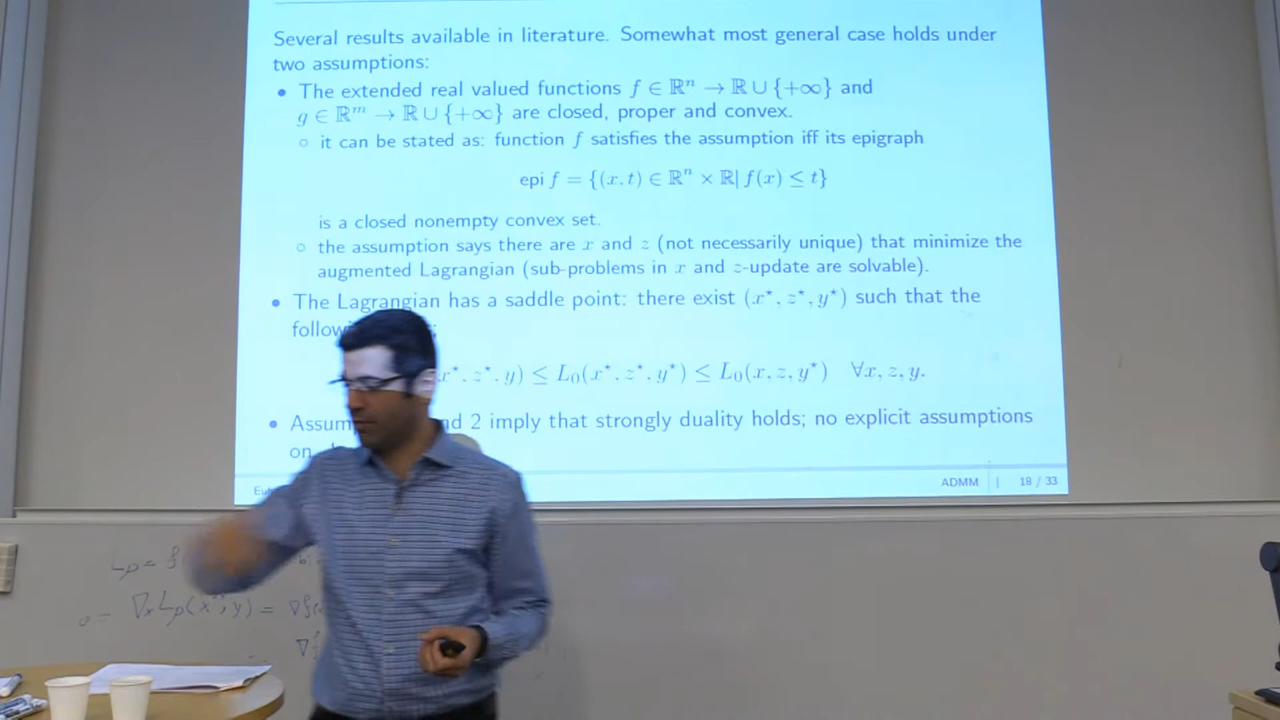 Several results available in literature. Somewhat most general case holds under
two assumptions:
• The extended real valued functions f ∈ ℝⁿ → ℝ ∪ {+∞} and
g ∈ ℝᵐ → ℝ ∪ {+∞} are closed, proper and convex.
○ it can be stated as: function f satisfies the assumption iff its epigraph
epi f = {(x, t) ∈ ℝⁿ × ℝ| f(x) ≤ t}
is a closed nonempty convex set.
○ the assumption says there are x and z (not necessarily unique) that minimize the
augmented Lagrangian (sub-problems in x and z-update are solvable).
• The Lagrangian has a saddle point: there exist (x*, z*, y*) such that the
x*, z*, y) ≤ L₀(x*, z*, y*) ≤ L₀(x, z, y*) ∀x, z, y.
• 2 imply that strongly duality holds; no explicit assumptions
on
ADMM | 18 / 33
Lρ = f
0 = ∇ₓLρ(x, y) = ∇f(
∇f